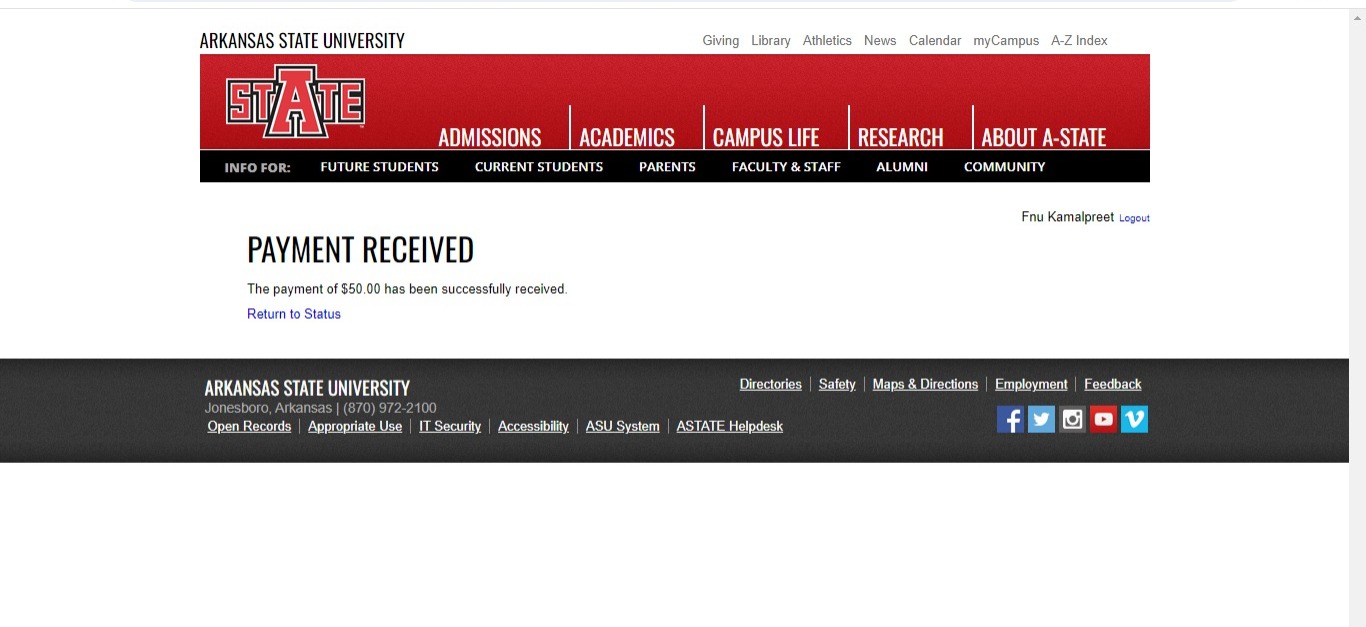 ARKANSAS STATE UNIVERSITY
Giving Library Athletics News Calendar myCampus A-Z Index
STATE
ADMISSIONS ACADEMICS CAMPUS LIFE RESEARCH ABOUT A-STATE
INFO FOR: FUTURE STUDENTS CURRENT STUDENTS PARENTS FACULTY & STAFF ALUMNI COMMUNITY
Fnu Kamalpreet Logout
PAYMENT RECEIVED
The payment of $50.00 has been successfully received.
Return to Status
ARKANSAS STATE UNIVERSITY
Jonesboro, Arkansas | (870) 972-2100
Open Records | Appropriate Use | IT Security | Accessibility | ASU System | ASTATE Helpdesk
Directories | Safety | Maps & Directions | Employment | Feedback